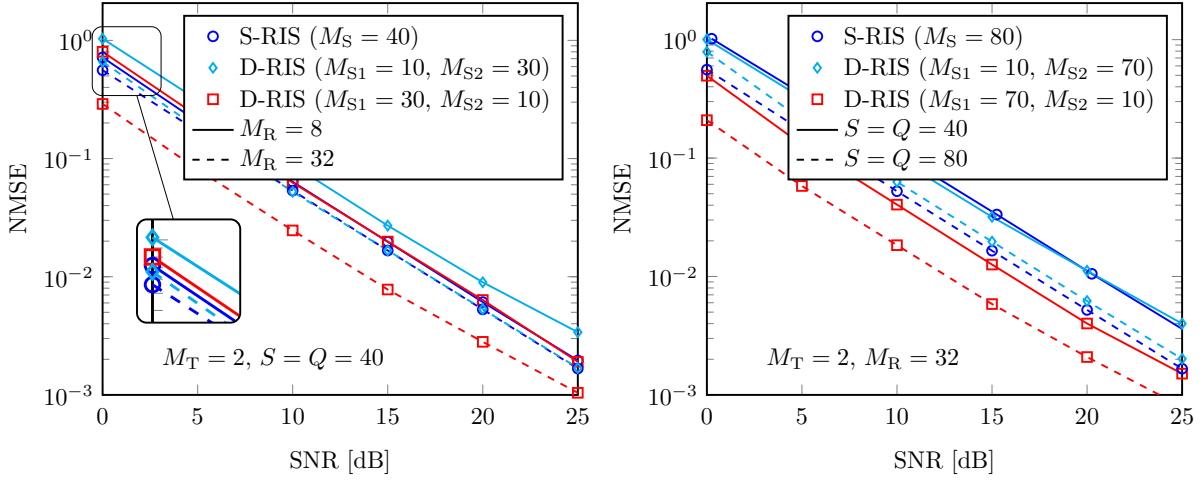 S-RIS (M_S = 40)
D-RIS (M_S1 = 10, M_S2 = 30)
D-RIS (M_S1 = 30, M_S2 = 10)
M_R = 8
M_R = 32
10^0
10^−1
10^−2
10^−3
NMSE
M_T = 2, S = Q = 40
0 5 10 15 20 25
SNR [dB]
S-RIS (M_S = 80)
D-RIS (M_S1 = 10, M_S2 = 70)
D-RIS (M_S1 = 70, M_S2 = 10)
S = Q = 40
S = Q = 80
10^0
10^−1
10^−2
10^−3
NMSE
M_T = 2, M_R = 32
0 5 10 15 20 25
SNR [dB]